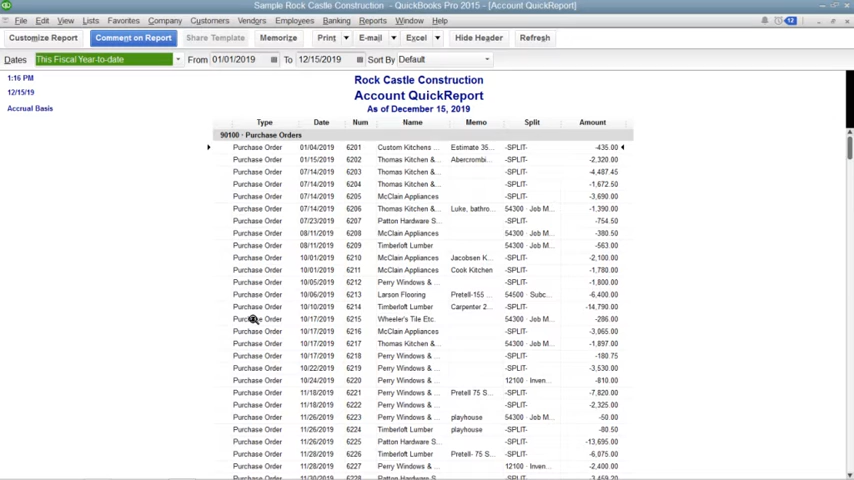 Sample Rock Castle Construction - QuickBooks Pro 2015 - [Account QuickReport]
File Edit View Lists Favorites Company Customers Vendors Employees Banking Reports Window Help 12
Customize Report Comment on Report Share Template Memorize Print E-mail Excel Hide Header Refresh
Dates This Fiscal Year-to-date From 01/01/2019 To 12/15/2019 Sort By Default
1:16 PM
12/15/19
Accrual Basis
Rock Castle Construction
Account QuickReport
As of December 15, 2019
Type Date Num Name Memo Split Amount
90100 · Purchase Orders
Purchase Order 01/04/2019 6201 Custom Kitchens ... Estimate 35... -SPLIT- -435.00
Purchase Order 01/15/2019 6202 Thomas Kitchen &... Abercrombi... -SPLIT- -2,320.00
Purchase Order 07/14/2019 6203 Thomas Kitchen &... -SPLIT- -4,487.45
Purchase Order 07/14/2019 6204 Thomas Kitchen &... -SPLIT- -1,672.50
Purchase Order 07/14/2019 6205 McClain Appliances -SPLIT- -3,690.00
Purchase Order 07/14/2019 6206 Thomas Kitchen &... Luke, bathro... 54300 · Job M... -1,390.00
Purchase Order 07/23/2019 6207 Patton Hardware S... -SPLIT- -754.50
Purchase Order 08/11/2019 6208 McClain Appliances 54300 · Job M... -380.50
Purchase Order 08/11/2019 6209 Timberloft Lumber 54300 · Job M... -563.00
Purchase Order 10/01/2019 6210 McClain Appliances Jacobsen K... -SPLIT- -2,100.00
Purchase Order 10/01/2019 6211 McClain Appliances Cook Kitchen -SPLIT- -1,780.00
Purchase Order 10/05/2019 6212 Perry Windows & ... -SPLIT- -1,800.00
Purchase Order 10/06/2019 6213 Larson Flooring Pretell-155 ... 54500 · Subc... -6,400.00
Purchase Order 10/10/2019 6214 Timberloft Lumber Carpenter 2... -SPLIT- -14,790.00
Purchase Order 10/17/2019 6215 Wheeler's Tile Etc. 54300 · Job M... -286.00
Purchase Order 10/17/2019 6216 McClain Appliances -SPLIT- -3,065.00
Purchase Order 10/17/2019 6217 Thomas Kitchen &... 54300 · Job M... -1,897.00
Purchase Order 10/17/2019 6218 Perry Windows & ... -SPLIT- -180.75
Purchase Order 10/22/2019 6219 Perry Windows & ... -SPLIT- -3,530.00
Purchase Order 10/24/2019 6220 Perry Windows & ... 12100 · Inven... -810.00
Purchase Order 11/18/2019 6221 Perry Windows & ... Pretell 75 S... -SPLIT- -7,820.00
Purchase Order 11/18/2019 6222 Perry Windows & ... -SPLIT- -2,325.00
Purchase Order 11/26/2019 6223 Perry Windows & ... playhouse 54300 · Job M... -50.00
Purchase Order 11/26/2019 6224 Timberloft Lumber playhouse -SPLIT- -80.50
Purchase Order 11/26/2019 6225 Patton Hardware S... -SPLIT- -13,695.00
Purchase Order 11/28/2019 6226 Timberloft Lumber Pretell- 75 S... -SPLIT- -6,075.00
Purchase Order 11/28/2019 6227 Perry Windows & ... 12100 · Inven... -2,400.00
Purchase Order 11/30/2019 6228 Patton Hardware S... -SPLIT- -3,459.20